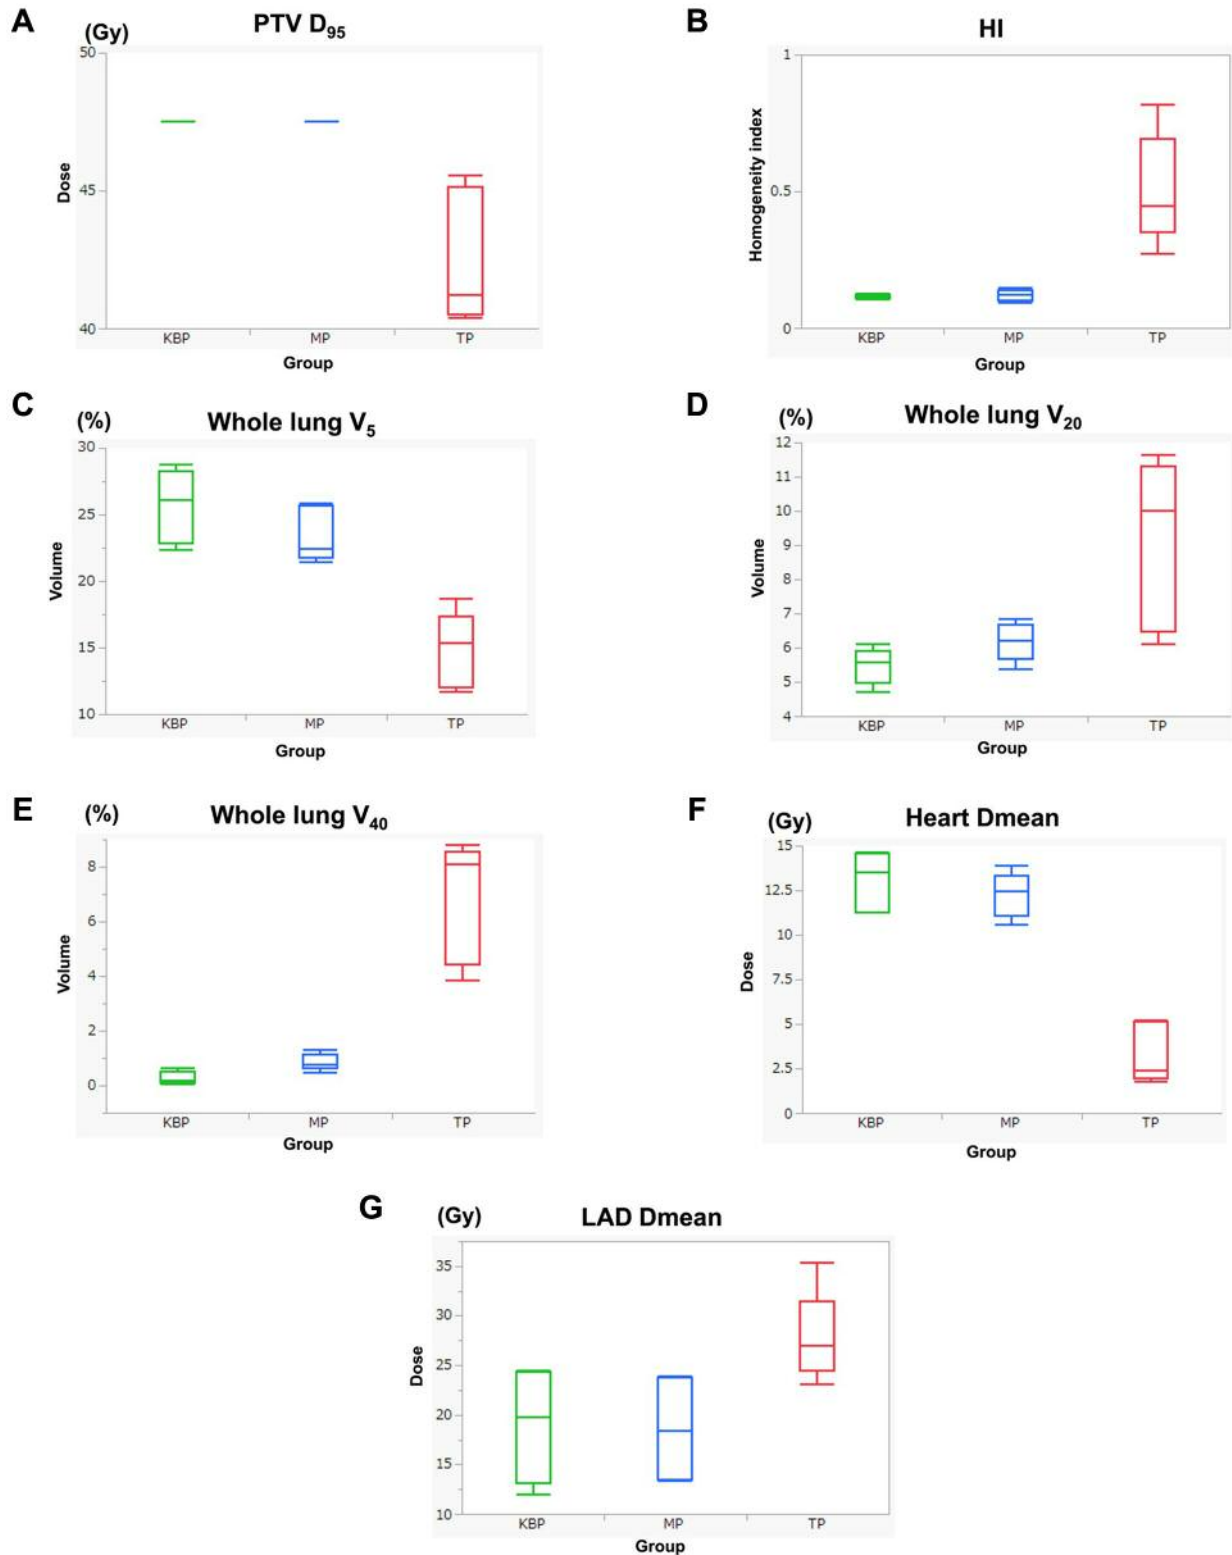 A
(Gy)
PTV D95
50
45
40
Dose
KBP MP TP
Group
B
HI
1
0.5
0
Homogeneity index
KBP MP TP
Group
C
(%)
Whole lung V5
30
25
20
15
10
Volume
KBP MP TP
Group
D
(%)
Whole lung V20
12
11
10
9
8
7
6
5
4
Volume
KBP MP TP
Group
E
(%)
Whole lung V40
8
6
4
2
0
Volume
KBP MP TP
Group
F
(Gy)
Heart Dmean
15
12.5
10
7.5
5
2.5
0
Dose
KBP MP TP
Group
G
(Gy)
LAD Dmean
35
30
25
20
15
10
Dose
KBP MP TP
Group